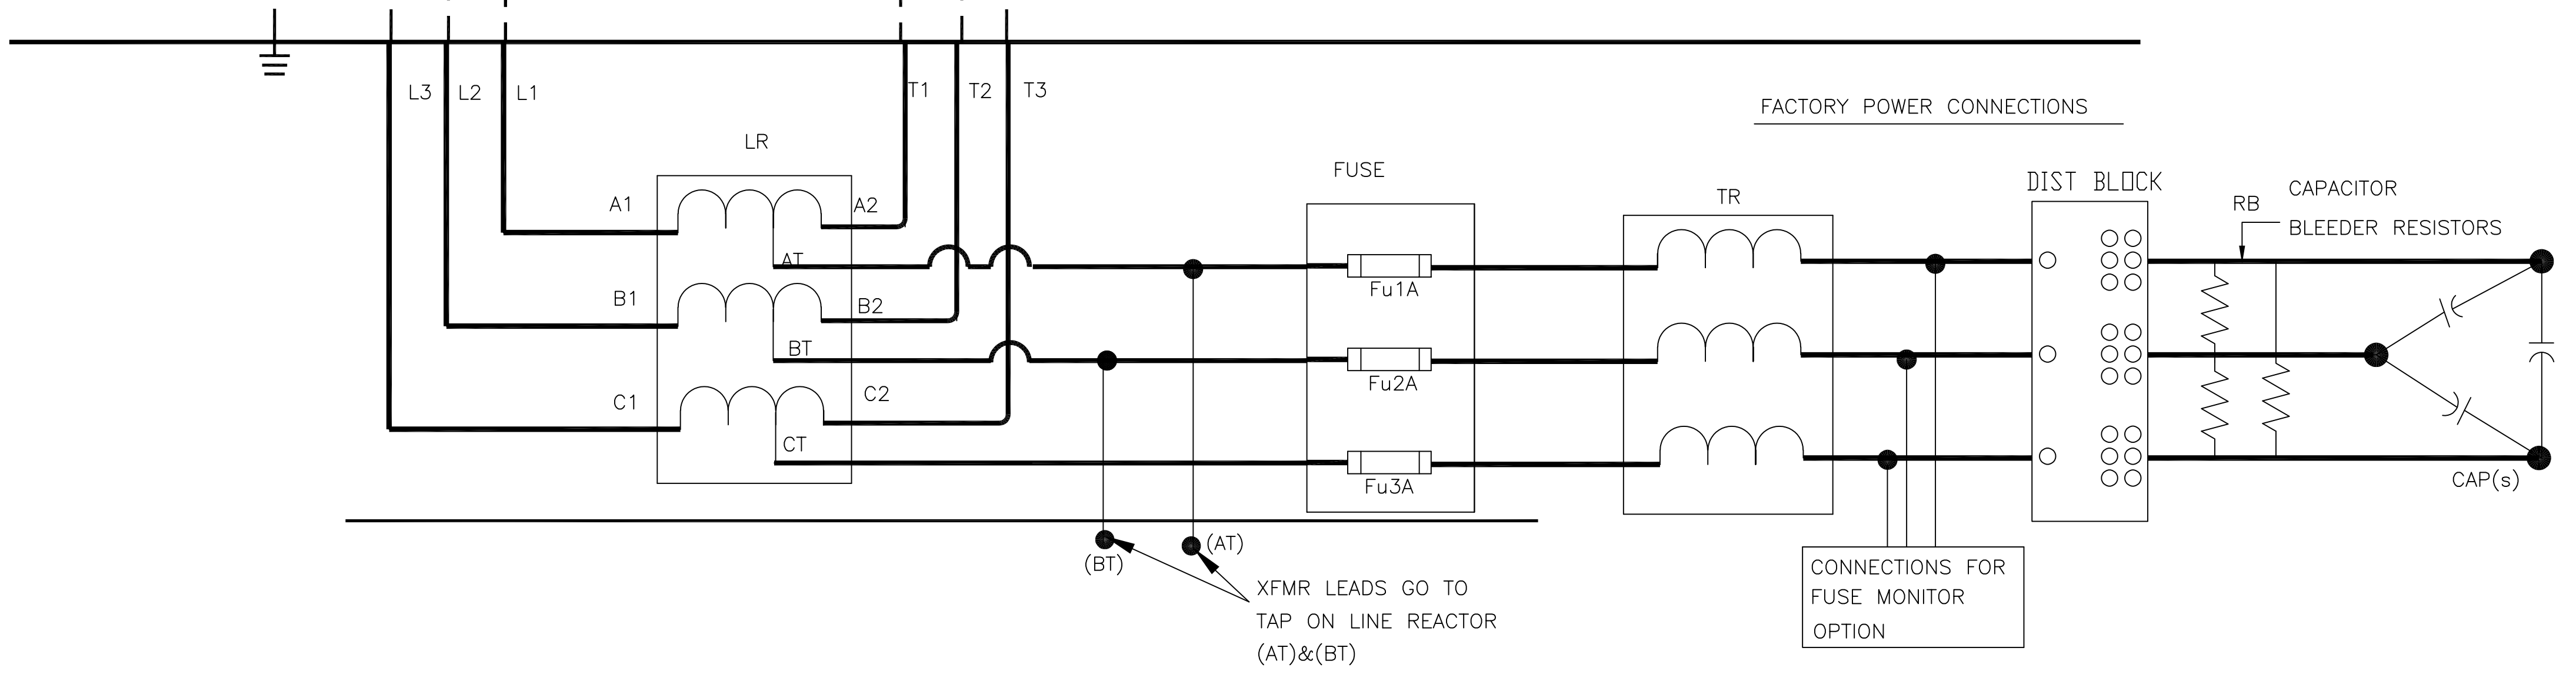 L3
L2
L1
T1
T2
T3
FACTORY POWER CONNECTIONS
LR
FUSE
TR
DIST BLOCK
CAPACITOR
RB
BLEEDER RESISTORS
A1
A2
AT
Fu1A
B1
B2
BT
Fu2A
C1
C2
CT
Fu3A
CAP(s)
(BT)
(AT)
XFMR LEADS GO TO
TAP ON LINE REACTOR
(AT)&(BT)
CONNECTIONS FOR
FUSE MONITOR
OPTION